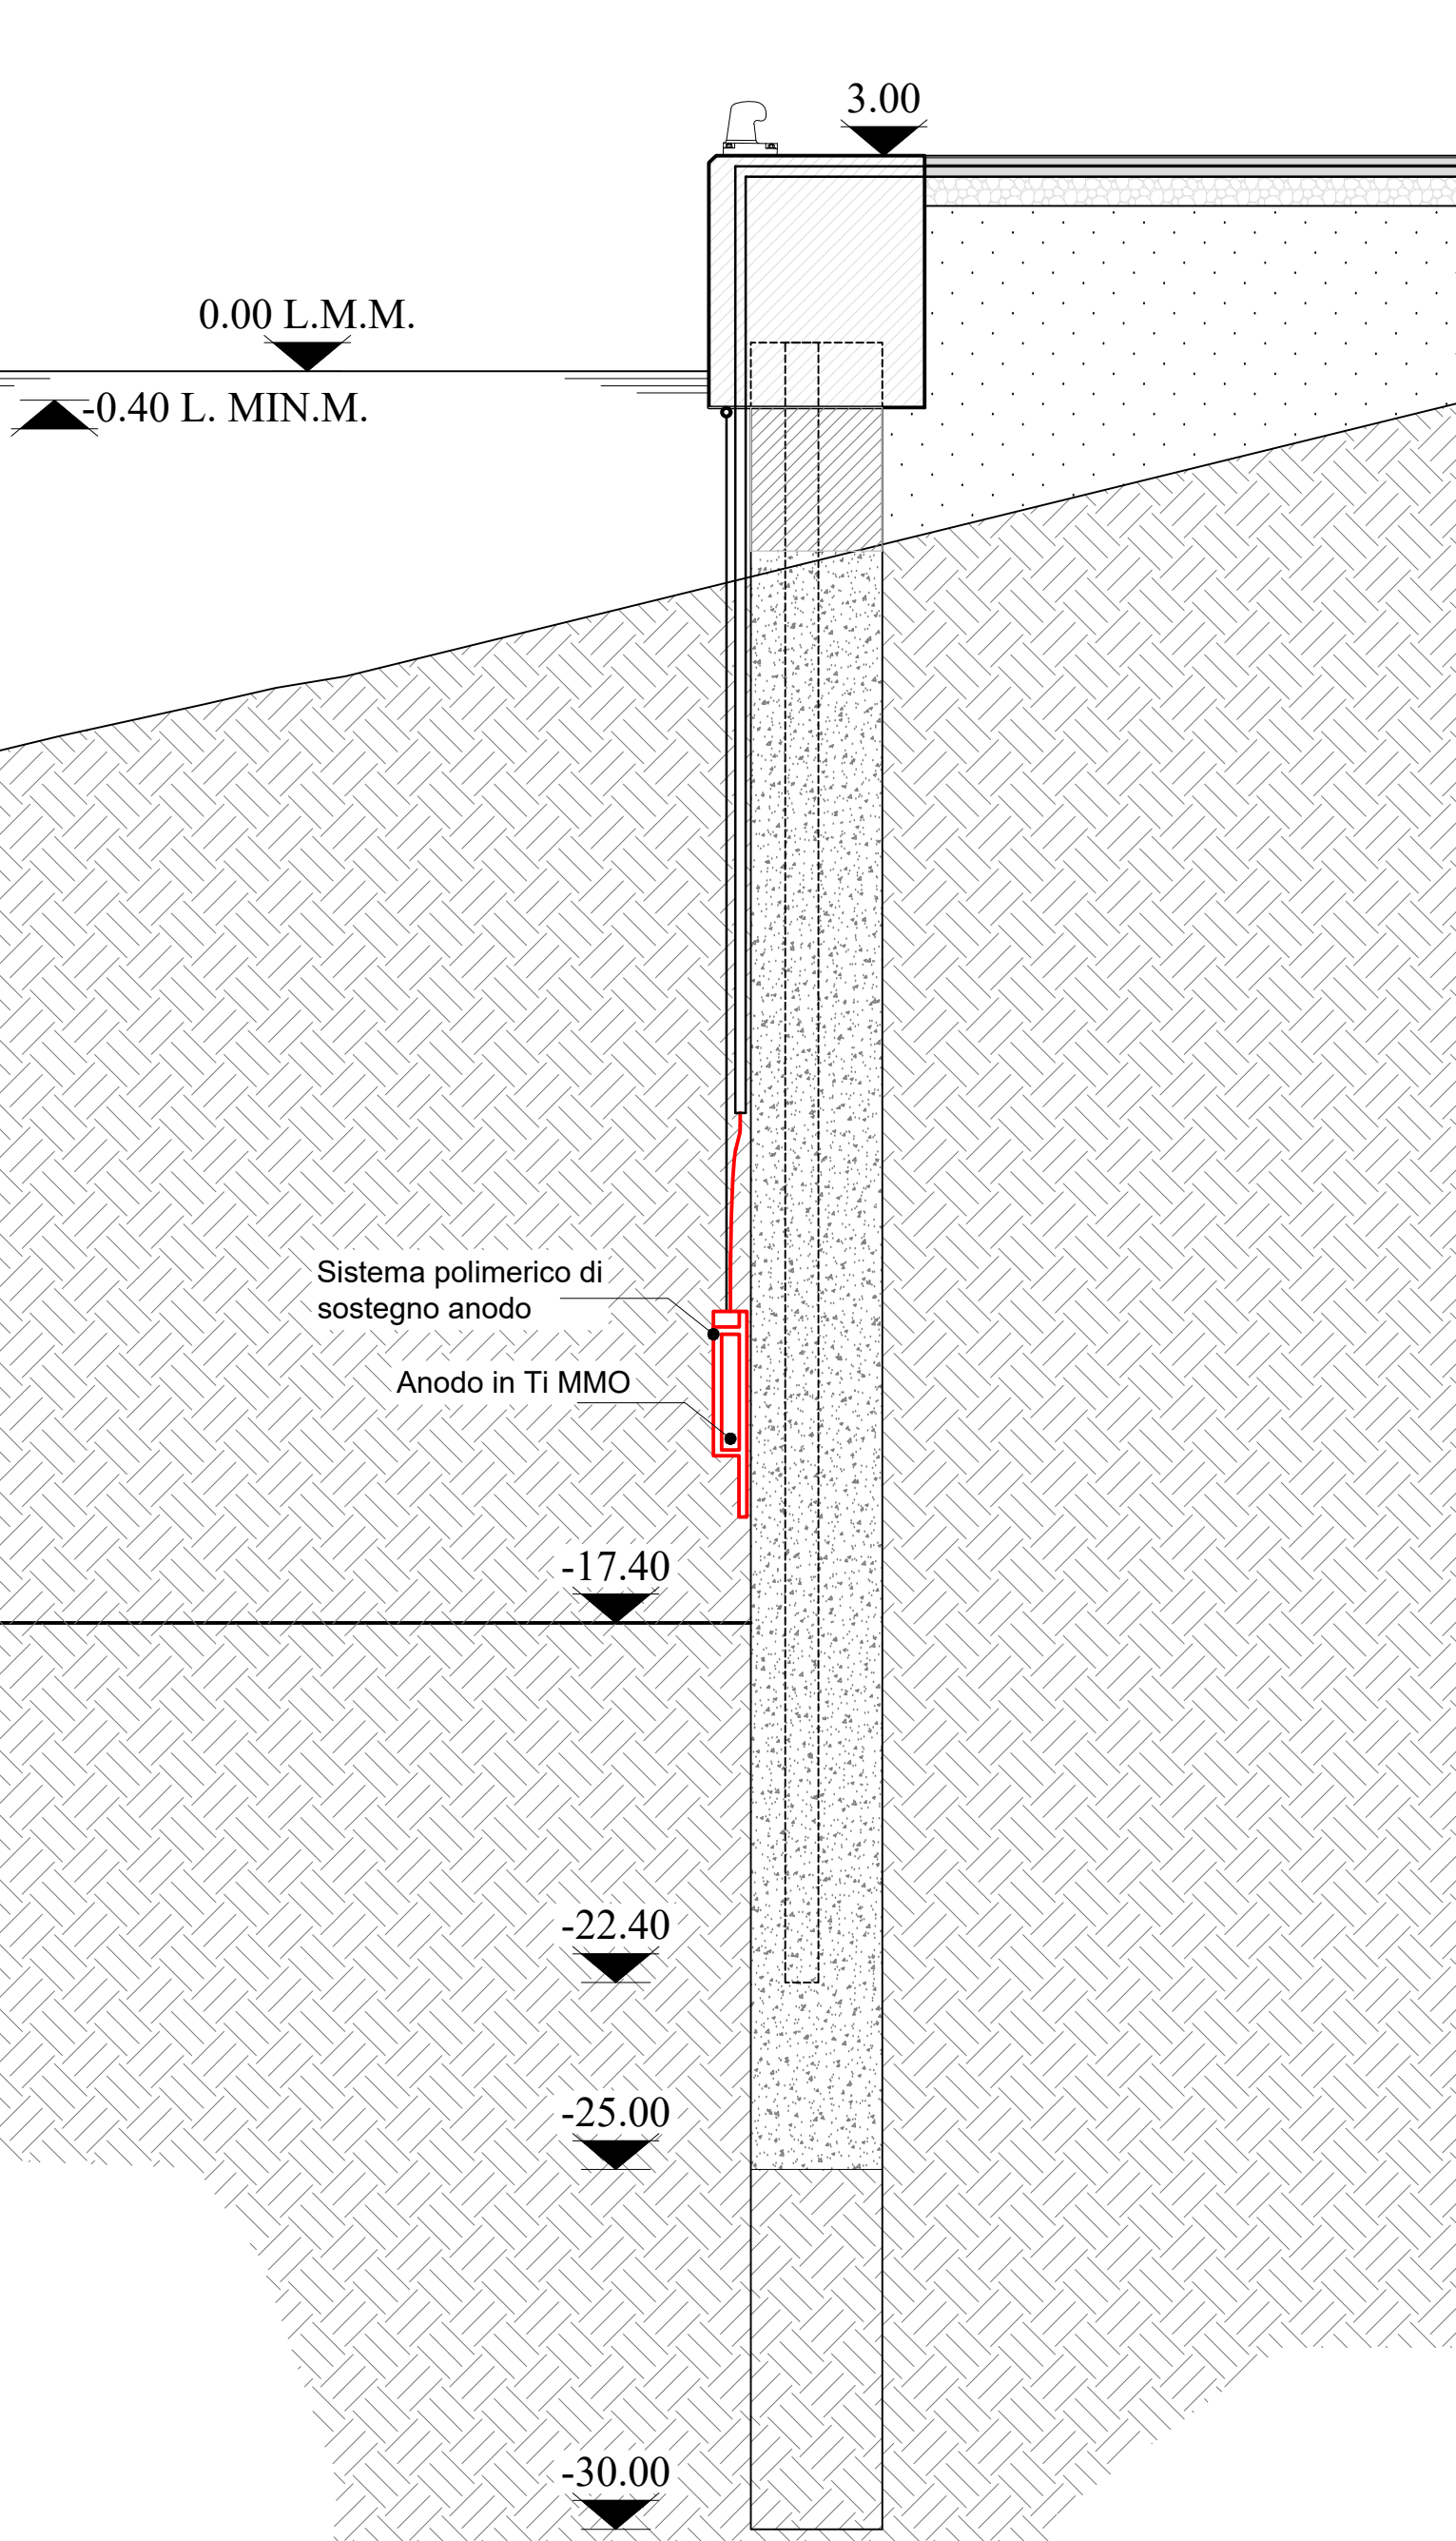 3.00
0.00 L.M.M.
-0.40 L. MIN.M.
Sistema polimerico di
sostegno anodo
Anodo in Ti MMO
-17.40
-22.40
-25.00
-30.00